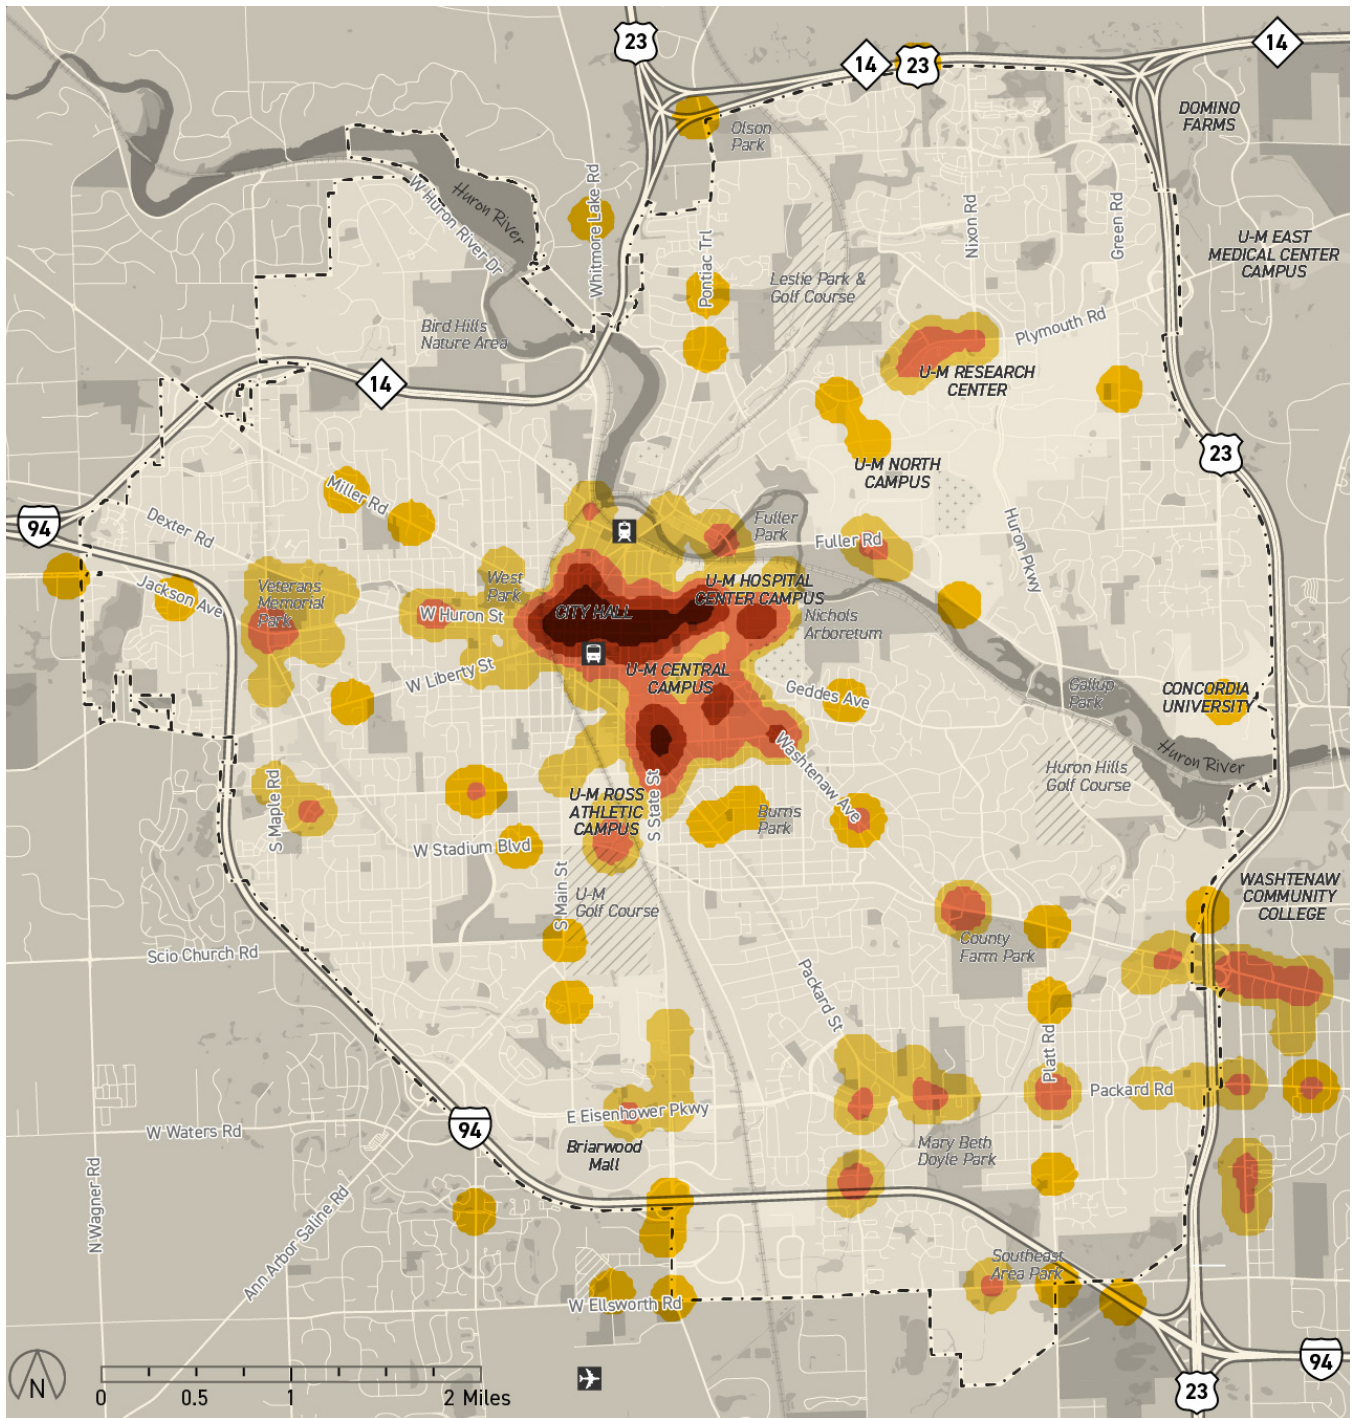 23
14
23
14
DOMINO
FARMS
Olson
Park
Huron River
W Huron River Dr
Whitmore Lake Rd
Pontiac Trl
Nixon Rd
Green Rd
U-M EAST
MEDICAL CENTER
CAMPUS
Leslie Park &
Golf Course
Bird Hills
Nature Area
Plymouth Rd
14
U-M RESEARCH
CENTER
23
U-M NORTH
CAMPUS
Miller Rd
94
Dexter Rd
Fuller
Park
Fuller Rd
Huron Pkwy
Jackson Ave
Veterans
Memorial
Park
West
Park
W Huron St
CITY HALL
U-M HOSPITAL
CENTER CAMPUS
Nichols
Arboretum
W Liberty St
U-M CENTRAL
CAMPUS
Geddes Ave
Gallup
Park
CONCORDIA
UNIVERSITY
Washtenaw Ave
Huron River
Huron Hills
Golf Course
S Maple Rd
U-M ROSS
ATHLETIC
CAMPUS
S State St
Burns
Park
W Stadium Blvd
S Main St
U-M
Golf Course
WASHTENAW
COMMUNITY
COLLEGE
Scio Church Rd
County
Farm Park
Packard St
Platt Rd
Packard Rd
E Eisenhower Pkwy
W Waters Rd
94
Briarwood
Mall
Mary Beth
Doyle Park
N Wagner Rd
Ann Arbor Saline Rd
Southeast
Area Park
W Ellsworth Rd
94
N
0 0.5 1 2 Miles
23